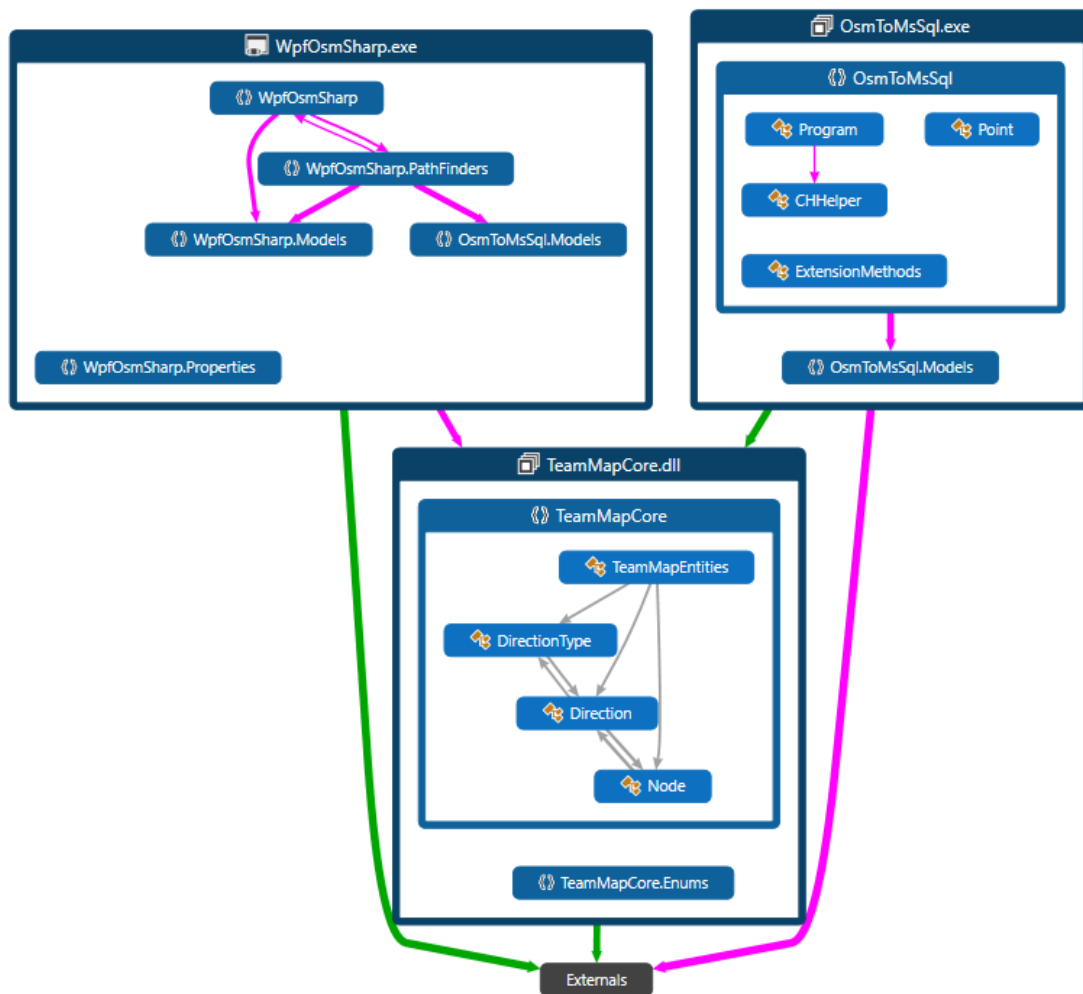 WpfOsmSharp.exe
WpfOsmSharp
WpfOsmSharp.PathFinders
WpfOsmSharp.Models
OsmToMsSql.Models
WpfOsmSharp.Properties
OsmToMsSql.exe
OsmToMsSql
Program
Point
CHHelper
ExtensionMethods
OsmToMsSql.Models
TeamMapCore.dll
TeamMapCore
TeamMapEntities
DirectionType
Direction
Node
TeamMapCore.Enums
Externals